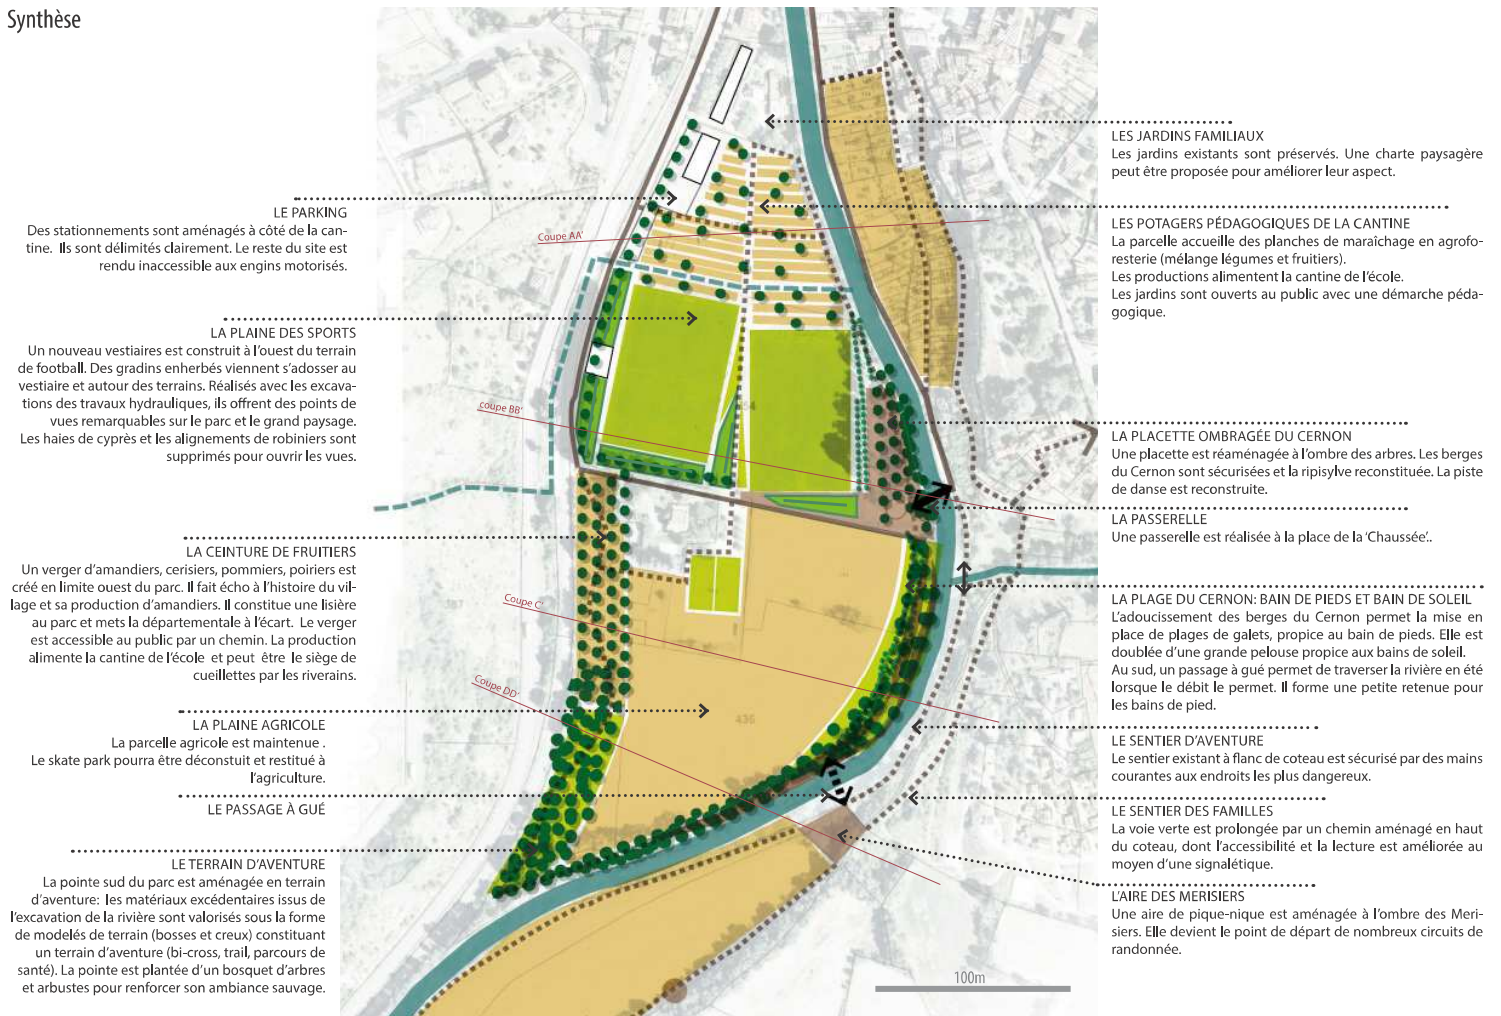 Synthèse
LE PARKING
Des stationnements sont aménagés à côté de la can-
tine. Ils sont délimités clairement. Le reste du site est
rendu inaccessible aux engins motorisés.
LA PLAINE DES SPORTS
Un nouveau vestiaires est construit à l'ouest du terrain
de football. Des gradins enherbés viennent s'adosser au
vestiaire et autour des terrains. Réalisés avec les excava-
tions des travaux hydrauliques, ils offrent des points de
vues remarquables sur le parc et le grand paysage.
Les haies de cyprès et les alignements de robiniers sont
supprimés pour ouvrir les vues.
LA CEINTURE DE FRUITIERS
Un verger d'amandiers, cerisiers, pommiers, poiriers est
créé en limite ouest du parc. Il fait écho à l'histoire du vil-
lage et sa production d'amandiers. Il constitue une lisière
au parc et mets la départementale à l'écart. Le verger
est accessible au public par un chemin. La production
alimente la cantine de l'école et peut être le siège de
cueillettes par les riverains.
LA PLAINE AGRICOLE
La parcelle agricole est maintenue .
Le skate park pourra être déconstuit et restitué à
l'agriculture.
LE PASSAGE À GUÉ
LE TERRAIN D'AVENTURE
La pointe sud du parc est aménagée en terrain
d'aventure: les matériaux excédentaires issus de
l'excavation de la rivière sont valorisés sous la forme
de modelés de terrain (bosses et creux) constituant
un terrain d'aventure (bi-cross, trail, parcours de
santé). La pointe est plantée d'un bosquet d'arbres
et arbustes pour renforcer son ambiance sauvage.
Coupe AA'
coupe BB'
Coupe C'
Coupe DD'
436
100m
LES JARDINS FAMILIAUX
Les jardins existants sont préservés. Une charte paysagère
peut être proposée pour améliorer leur aspect.
LES POTAGERS PÉDAGOGIQUES DE LA CANTINE
La parcelle accueille des planches de maraîchage en agrofo-
resterie (mélange légumes et fruitiers).
Les productions alimentent la cantine de l'école.
Les jardins sont ouverts au public avec une démarche péda-
gogique.
LA PLACETTE OMBRAGÉE DU CERNON
Une placette est réaménagée à l'ombre des arbres. Les berges
du Cernon sont sécurisées et la ripisylve reconstituée. La piste
de danse est reconstruite.
LA PASSERELLE
Une passerelle est réalisée à la place de la 'Chaussée'..
LA PLAGE DU CERNON: BAIN DE PIEDS ET BAIN DE SOLEIL
L'adoucissement des berges du Cernon permet la mise en
place de plages de galets, propice au bain de pieds. Elle est
doublée d'une grande pelouse propice aux bains de soleil.
Au sud, un passage à gué permet de traverser la rivière en été
lorsque le débit le permet. Il forme une petite retenue pour
les bains de pied.
LE SENTIER D'AVENTURE
Le sentier existant à flanc de coteau est sécurisé par des mains
courantes aux endroits les plus dangereux.
LE SENTIER DES FAMILLES
La voie verte est prolongée par un chemin aménagé en haut
du coteau, dont l'accessibilité et la lecture est améliorée au
moyen d'une signalétique.
L'AIRE DES MERISIERS
Une aire de pique-nique est aménagée à l'ombre des Meri-
siers. Elle devient le point de départ de nombreux circuits de
randonnée.